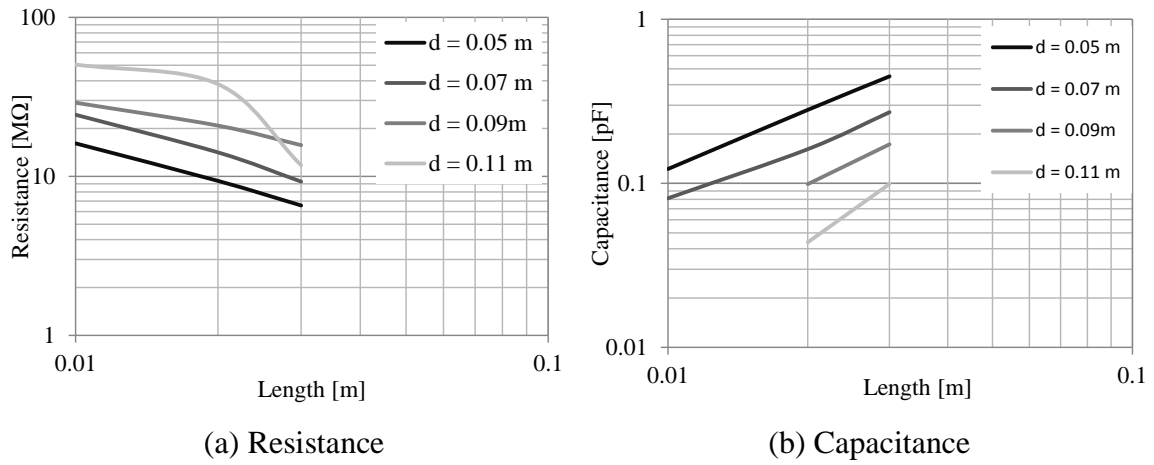 100
10
1
0.01
0.1
Resistance [MΩ]
Length [m]
d = 0.05 m
d = 0.07 m
d = 0.09m
d = 0.11 m
(a) Resistance
1
0.1
0.01
0.01
0.1
Capacitance [pF]
Length [m]
d = 0.05 m
d = 0.07 m
d = 0.09m
d = 0.11 m
(b) Capacitance